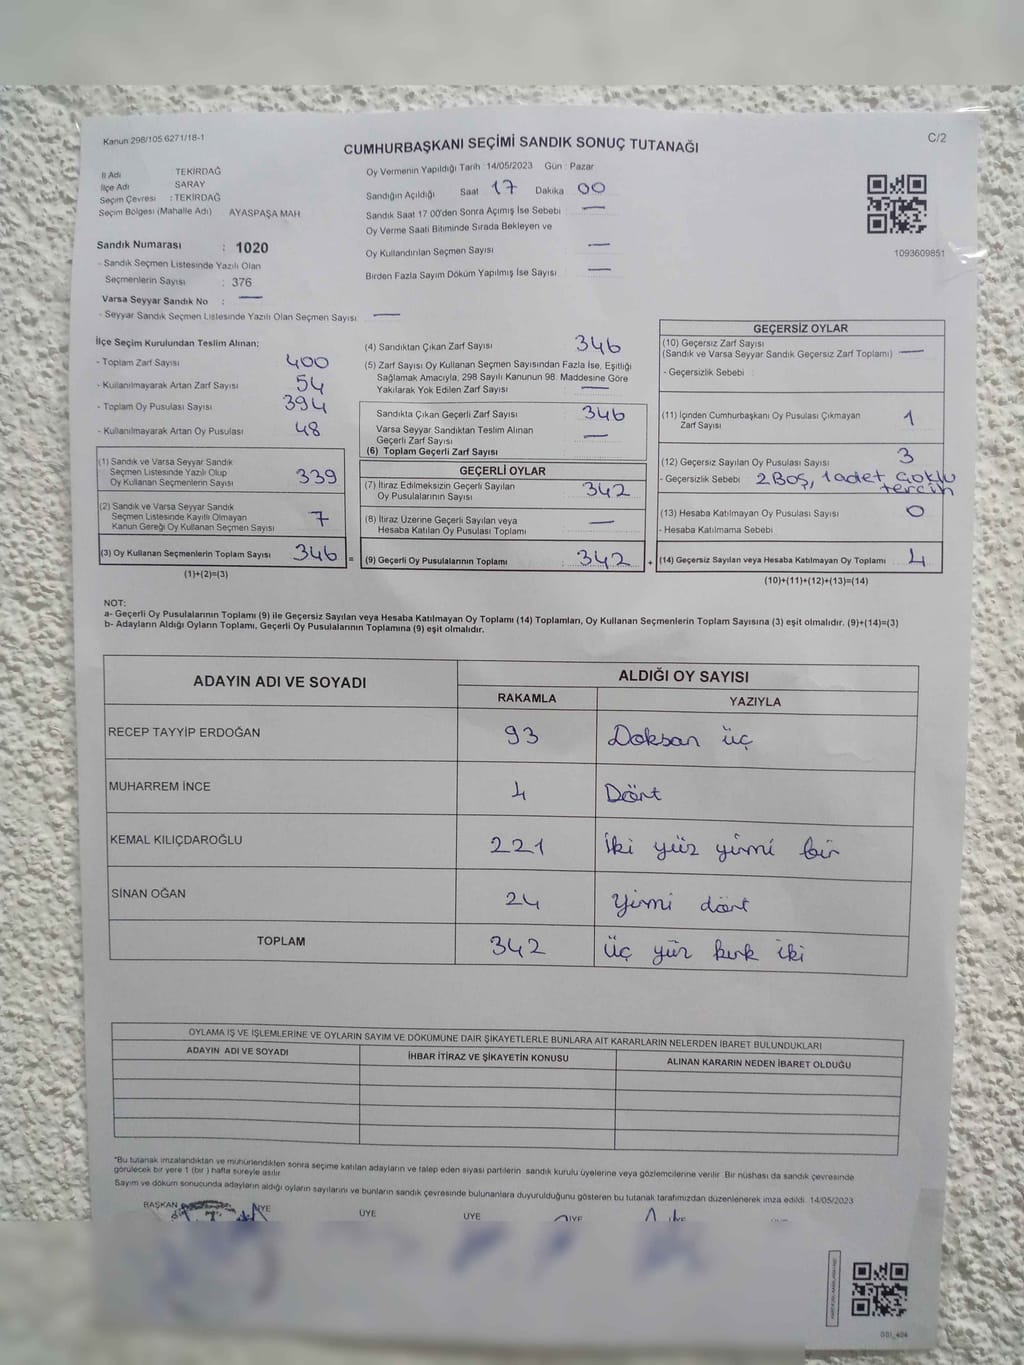 Kanun 298/105 6271/18-1
C/2
CUMHURBAŞKANI SEÇİMİ SANDIK SONUÇ TUTANAĞI
İl Adı TEKİRDAĞ
İlçe Adı SARAY
Seçim Çevresi : TEKİRDAĞ
Seçim Bölgesi (Mahalle Adı) AYASPAŞA MAH
Sandık Numarası : 1020
- Sandık Seçmen Listesinde Yazılı Olan
Seçmenlerin Sayısı : 376
Varsa Seyyar Sandık No : —
- Seyyar Sandık Seçmen Listesinde Yazılı Olan Seçmen Sayısı: —
Oy Vermenin Yapıldığı Tarih : 14/05/2023 Gün : Pazar
Sandığın Açıldığı Saat 17 Dakika 00
Sandık Saat 17 00'den Sonra Açımış İse Sebebi —
Oy Verme Saati Bitiminde Sırada Bekleyen ve
Oy Kullandırılan Seçmen Sayısı —
Birden Fazla Sayım Döküm Yapılmış İse Sayısı —
1093609851
İlçe Seçim Kurulundan Teslim Alınan;
- Toplam Zarf Sayısı 400
- Kullanılmayarak Artan Zarf Sayısı 54
- Toplam Oy Pusulası Sayısı 394
- Kullanılmayarak Artan Oy Pusulası 48
(1) Sandık ve Varsa Seyyar Sandık
Seçmen Listesinde Yazılı Olup
Oy Kullanan Seçmenlerin Sayısı 339
(2) Sandık ve Varsa Seyyar Sandık
Seçmen Listesinde Kayıtlı Olmayan
Kanun Gereği Oy Kullanan Seçmen Sayısı 7
(3) Oy Kullanan Seçmenlerin Toplam Sayısı 346 =
(1)+(2)=(3)
(4) Sandıktan Çıkan Zarf Sayısı 346
(5) Zarf Sayısı Oy Kullanan Seçmen Sayısından Fazla İse, Eşitliği
Sağlamak Amacıyla, 298 Sayılı Kanunun 98. Maddesine Göre
Yakılarak Yok Edilen Zarf Sayısı —
Sandıkta Çıkan Geçerli Zarf Sayısı 346
Varsa Seyyar Sandıktan Teslim Alınan
Geçerli Zarf Sayısı —
(6) Toplam Geçerli Zarf Sayısı
GEÇERLİ OYLAR
(7) İtiraz Edilmeksizin Geçerli Sayılan
Oy Pusulalarının Sayısı 342
(8) İtiraz Üzerine Geçerli Sayılan veya
Hesaba Katılan Oy Pusulası Toplamı —
(9) Geçerli Oy Pusulalarının Toplamı : 342 +
GEÇERSİZ OYLAR
(10) Geçersiz Zarf Sayısı
(Sandık ve Varsa Seyyar Sandık Geçersiz Zarf Toplamı) —
- Geçersizlik Sebebi :
(11) İçinden Cumhurbaşkanı Oy Pusulası Çıkmayan
Zarf Sayısı 1
(12) Geçersiz Sayılan Oy Pusulası Sayısı 3
- Geçersizlik Sebebi 2 Boş, 1 adet çoklu
tercih
(13) Hesaba Katılmayan Oy Pusulası Sayısı 0
- Hesaba Katılmama Sebebi
(14) Geçersiz Sayılan veya Hesaba Katılmayan Oy Toplamı 4
(10)+(11)+(12)+(13)=(14)
NOT:
a- Geçerli Oy Pusulalarının Toplamı (9) ile Geçersiz Sayılan veya Hesaba Katılmayan Oy Toplamı (14) Toplamları, Oy Kullanan Seçmenlerin Toplam Sayısına (3) eşit olmalıdır. (9)+(14)=(3)
b- Adayların Aldığı Oyların Toplamı, Geçerli Oy Pusulalarının Toplamına (9) eşit olmalıdır.
ADAYIN ADI VE SOYADI ALDIĞI OY SAYISI
RAKAMLA YAZIYLA
RECEP TAYYİP ERDOĞAN 93 Doksan üç
MUHARREM İNCE 4 Dört
KEMAL KILIÇDAROĞLU 221 İki yüz yirmi bir
SİNAN OĞAN 24 Yirmi dört
TOPLAM 342 Üç yüz kırk iki
OYLAMA İŞ VE İŞLEMLERİNE VE OYLARIN SAYIM VE DÖKÜMÜNE DAİR ŞİKAYETLERLE BUNLARA AİT KARARLARIN NELERDEN İBARET BULUNDUKLARI
ADAYIN ADI VE SOYADI İHBAR İTİRAZ VE ŞİKAYETİN KONUSU ALINAN KARARIN NEDEN İBARET OLDUĞU
*Bu tutanak imzalandıktan ve mühürlendikten sonra seçime katılan adayların ve talep eden siyasi partilerin sandık kurulu üyelerine veya gözlemcilerine verilir. Bir nüshası da sandık çevresinde
görülecek bir yere 1 (bir ) hafta süreyle asılır
Sayım ve döküm sonucunda adayların aldığı oyların sayılarını ve bunların sandık çevresinde bulunanlara duyurulduğunu gösteren bu tutanak tarafımızdan düzenlenerek imza edildi. 14/05/2023
BAŞKAN ÜYE ÜYE ÜYE ÜYE ÜYE